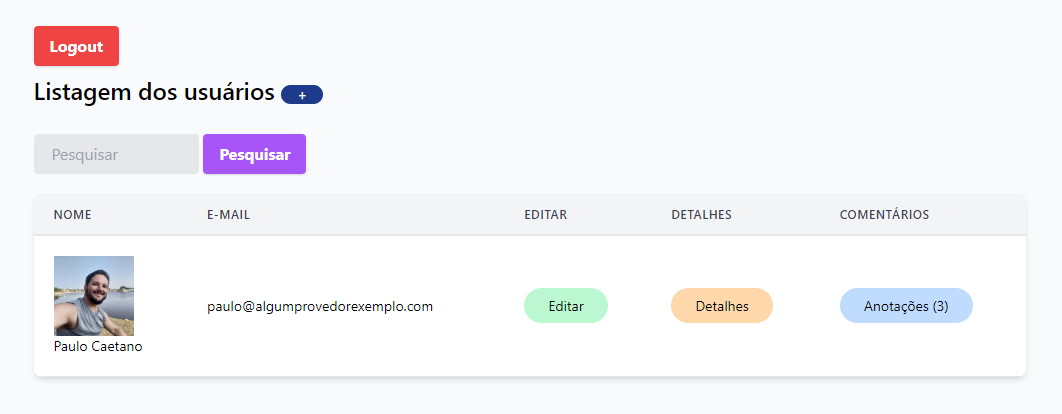 Logout
Listagem dos usuários +
Pesquisar Pesquisar
NOME E-MAIL EDITAR DETALHES COMENTÁRIOS
paulo@algumprovedorexemplo.com Editar Detalhes Anotações (3)
Paulo Caetano